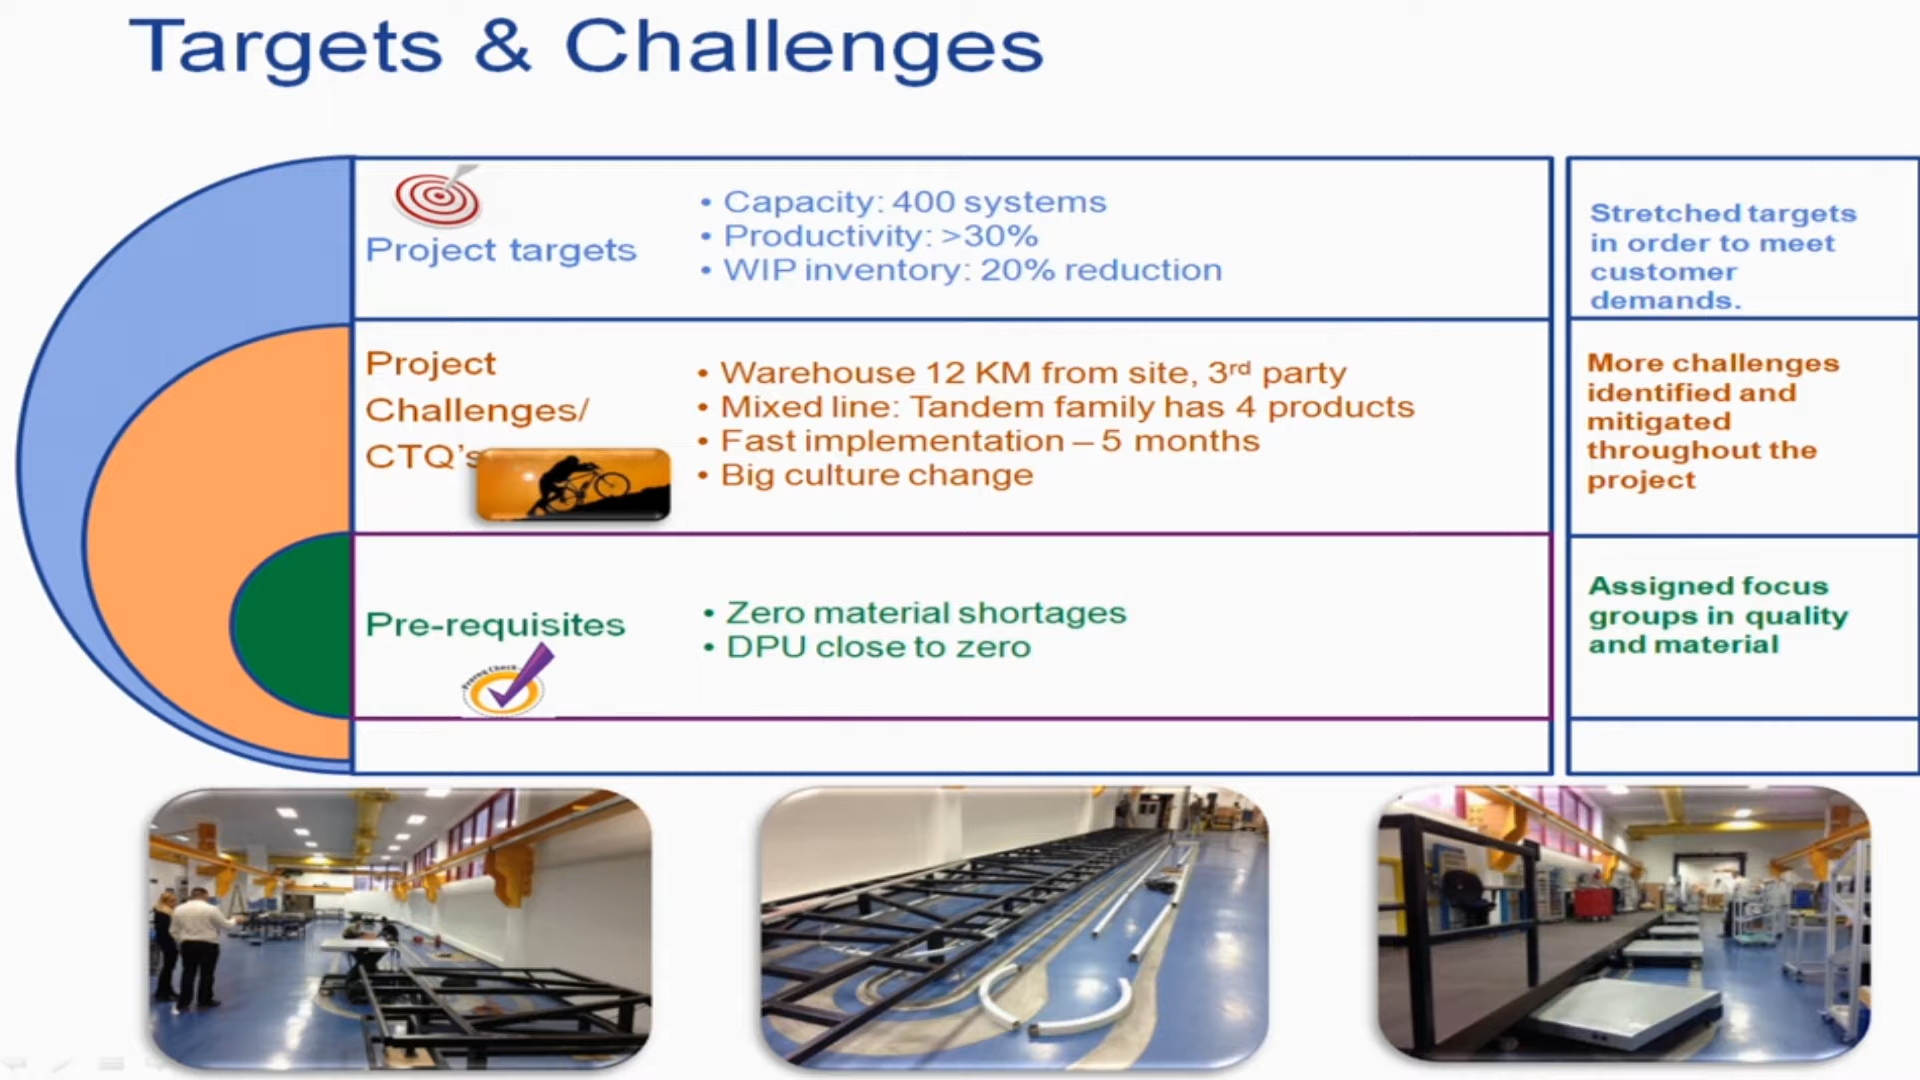 Targets & Challenges
Project targets
• Capacity: 400 systems
• Productivity: >30%
• WIP inventory: 20% reduction
Stretched targets
in order to meet
customer
demands.
Project
Challenges/
CTQ's
• Warehouse 12 KM from site, 3rd party
• Mixed line: Tandem family has 4 products
• Fast implementation – 5 months
• Big culture change
More challenges
identified and
mitigated
throughout the
project
Pre-requisites
• Zero material shortages
• DPU close to zero
Assigned focus
groups in quality
and material